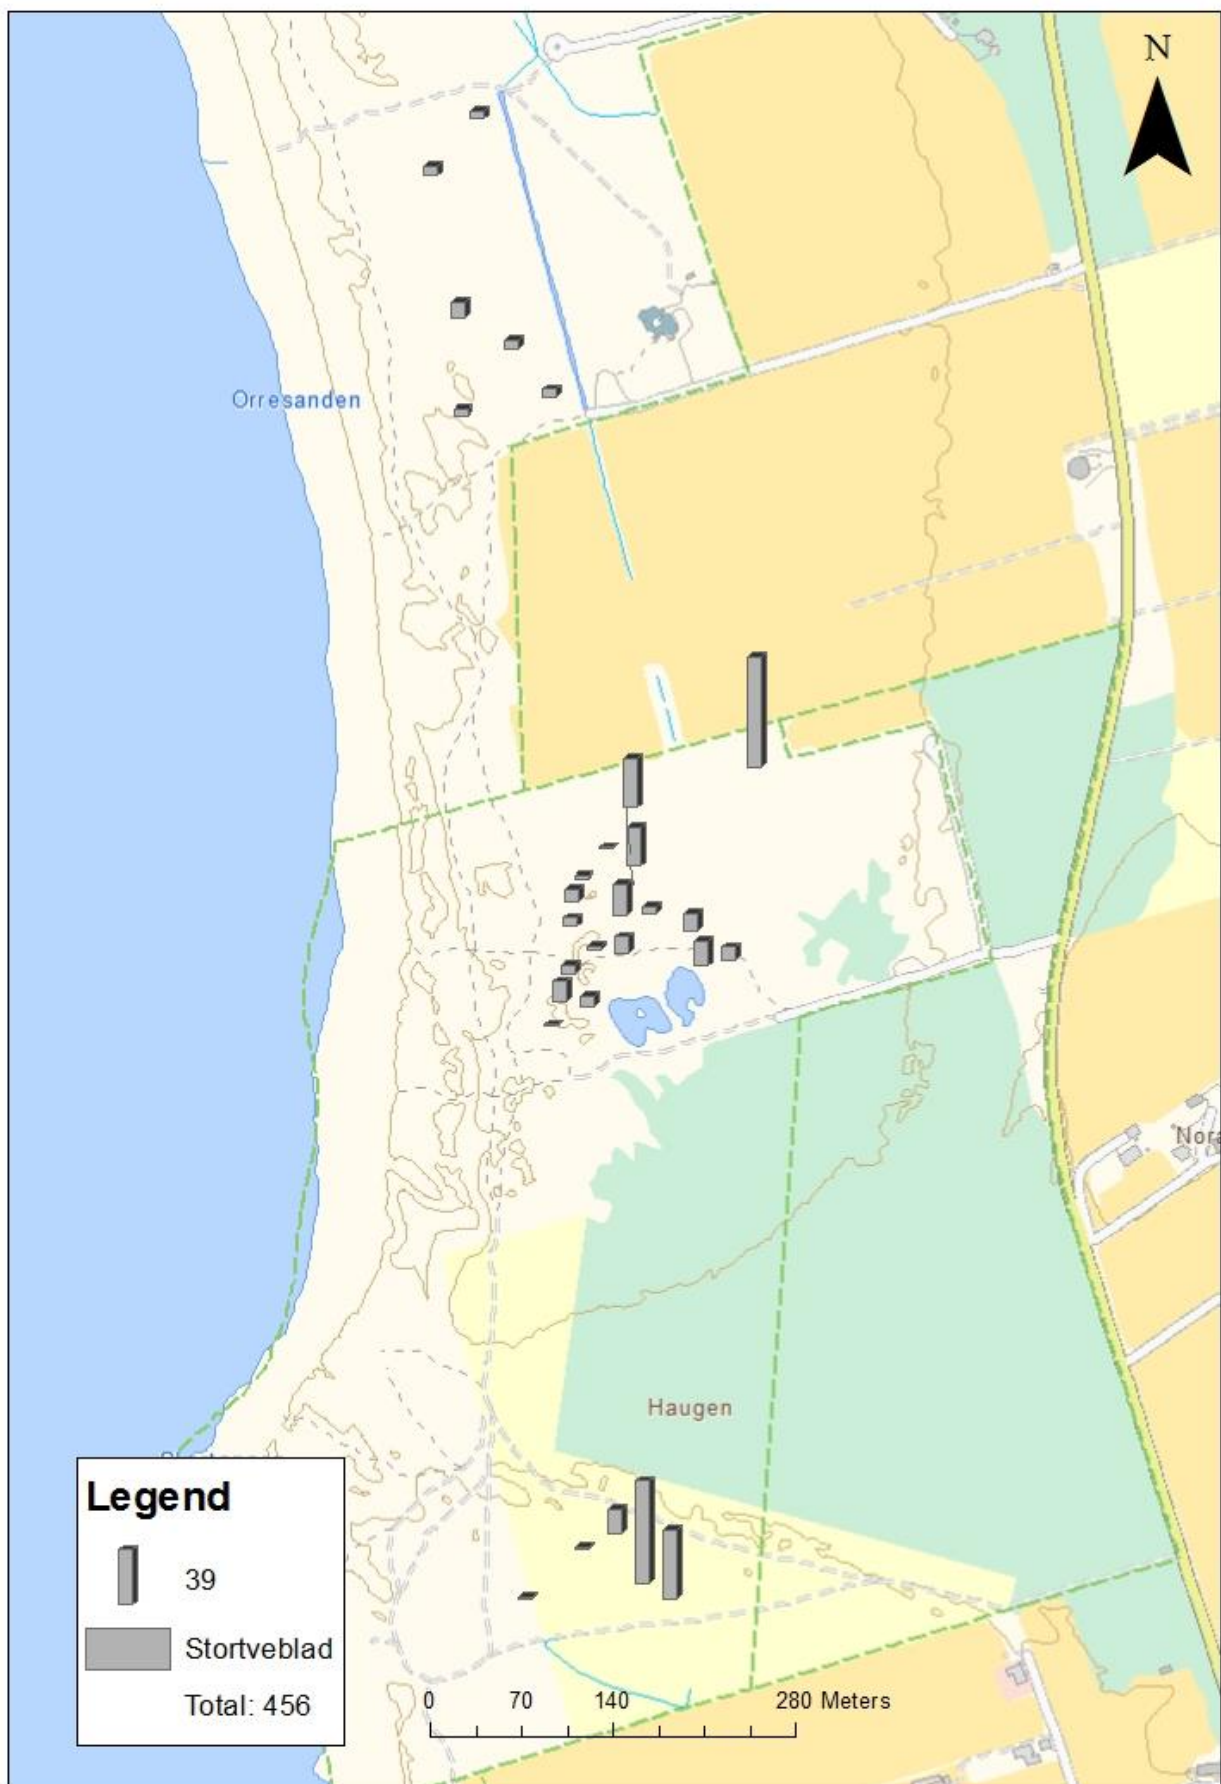 N
Orresanden
Haugen
Legend
39
Stortveblad
Total: 456
0 70 140 280 Meters